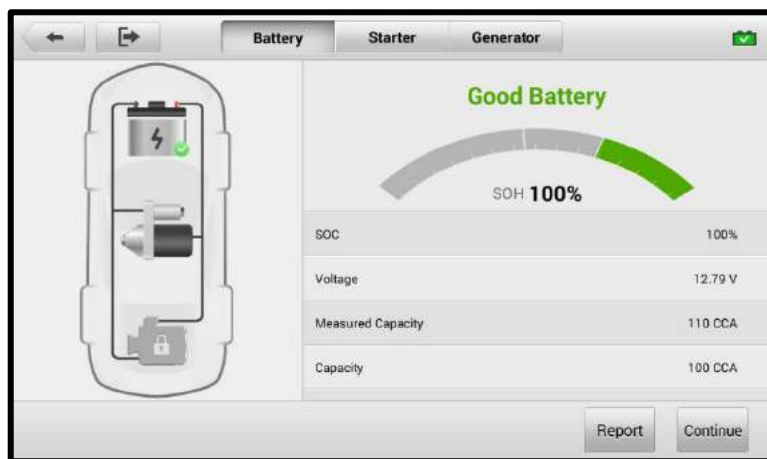 Battery Starter Generator
Good Battery
SOH 100%
SOC 100%
Voltage 12.79 V
Measured Capacity 110 CCA
Capacity 100 CCA
Report Continue